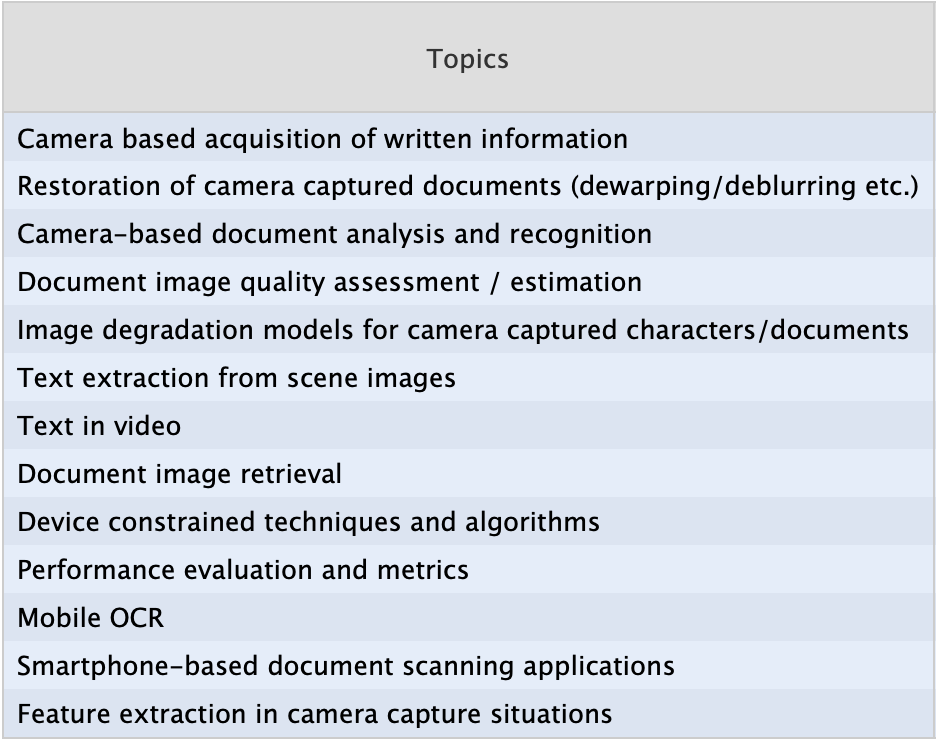 Topics
Camera based acquisition of written information
Restoration of camera captured documents (dewarping/deblurring etc.)
Camera-based document analysis and recognition
Document image quality assessment / estimation
Image degradation models for camera captured characters/documents
Text extraction from scene images
Text in video
Document image retrieval
Device constrained techniques and algorithms
Performance evaluation and metrics
Mobile OCR
Smartphone-based document scanning applications
Feature extraction in camera capture situations